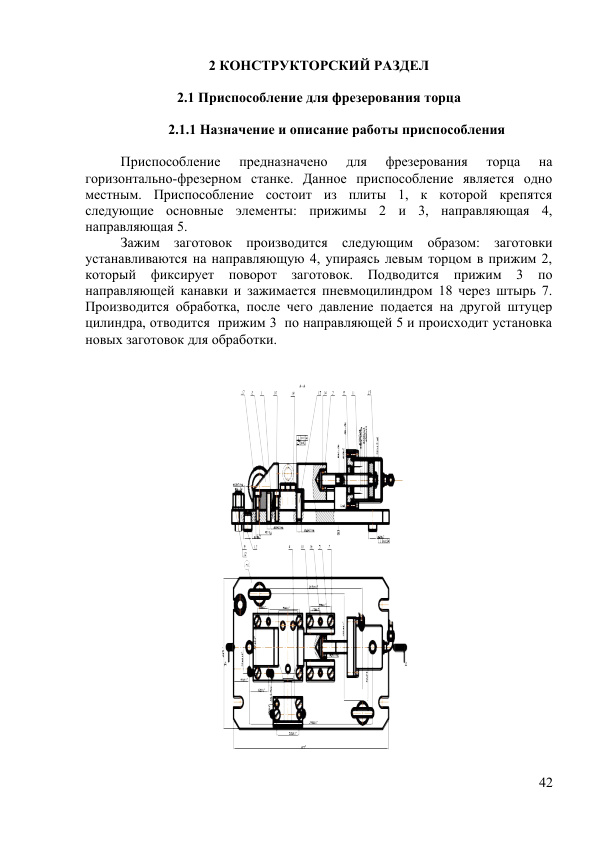 2 КОНСТРУКТОРСКИЙ РАЗДЕЛ
2.1 Приспособление для фрезерования торца
2.1.1 Назначение и описание работы приспособления
Приспособление предназначено для фрезерования торца на
горизонтально-фрезерном станке. Данное приспособление является одно
местным. Приспособление состоит из плиты 1, к которой крепятся
следующие основные элементы: прижимы 2 и 3, направляющая 4,
направляющая 5.
Зажим заготовок производится следующим образом: заготовки
устанавливаются на направляющую 4, упираясь левым торцом в прижим 2,
который фиксирует поворот заготовок. Подводится прижим 3 по
направляющей канавки и зажимается пневмоцилиндром 18 через штырь 7.
Производится обработка, после чего давление подается на другой штуцер
цилиндра, отводится прижим 3 по направляющей 5 и происходит установка
новых заготовок для обработки.
42